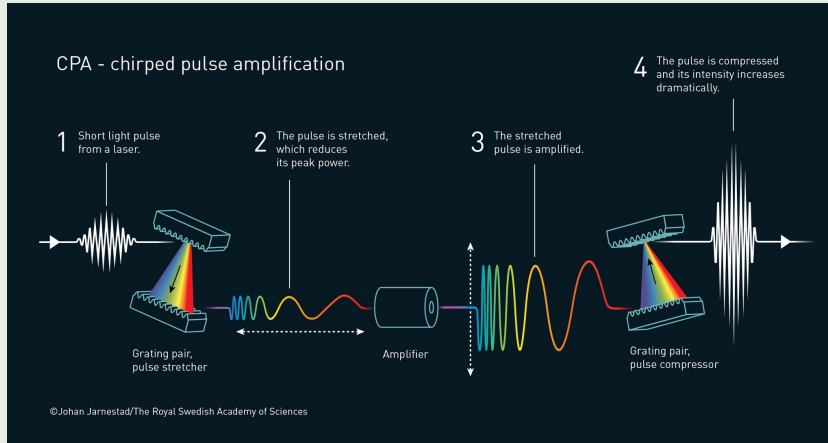 CPA - chirped pulse amplification
1 Short light pulse
from a laser.
2 The pulse is stretched,
which reduces
its peak power.
3 The stretched
pulse is amplified.
4 The pulse is compressed
and its intensity increases
dramatically.
Grating pair,
pulse stretcher
Amplifier
Grating pair,
pulse compressor
©Johan Jarnestad/The Royal Swedish Academy of Sciences